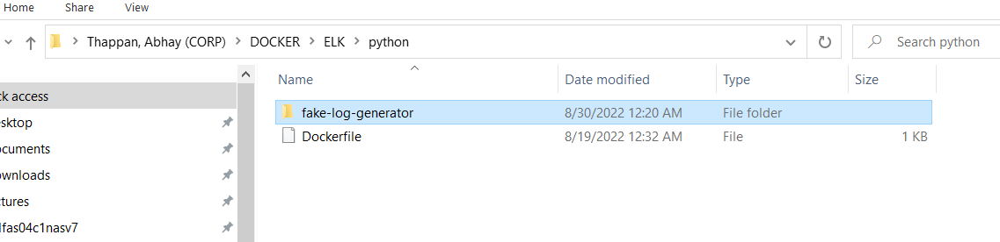 Home Share View
Thappan, Abhay (CORP) DOCKER ELK python Search python
Name Date modified Type Size
ck access
fake-log-generator 8/30/2022 12:20 AM File folder
esktop
Dockerfile 8/19/2022 12:32 AM File 1 KB
ocuments
ownloads
ctures
lfas04c1nasv7